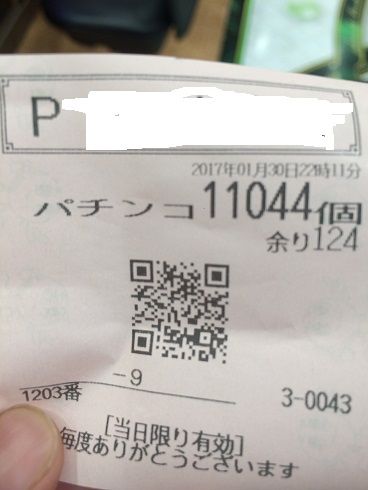 P
2017年01月30日22時11分
パチンコ11044個
余り124
-9
1203番 3-0043
[当日限り有効]
毎度ありがとうございます